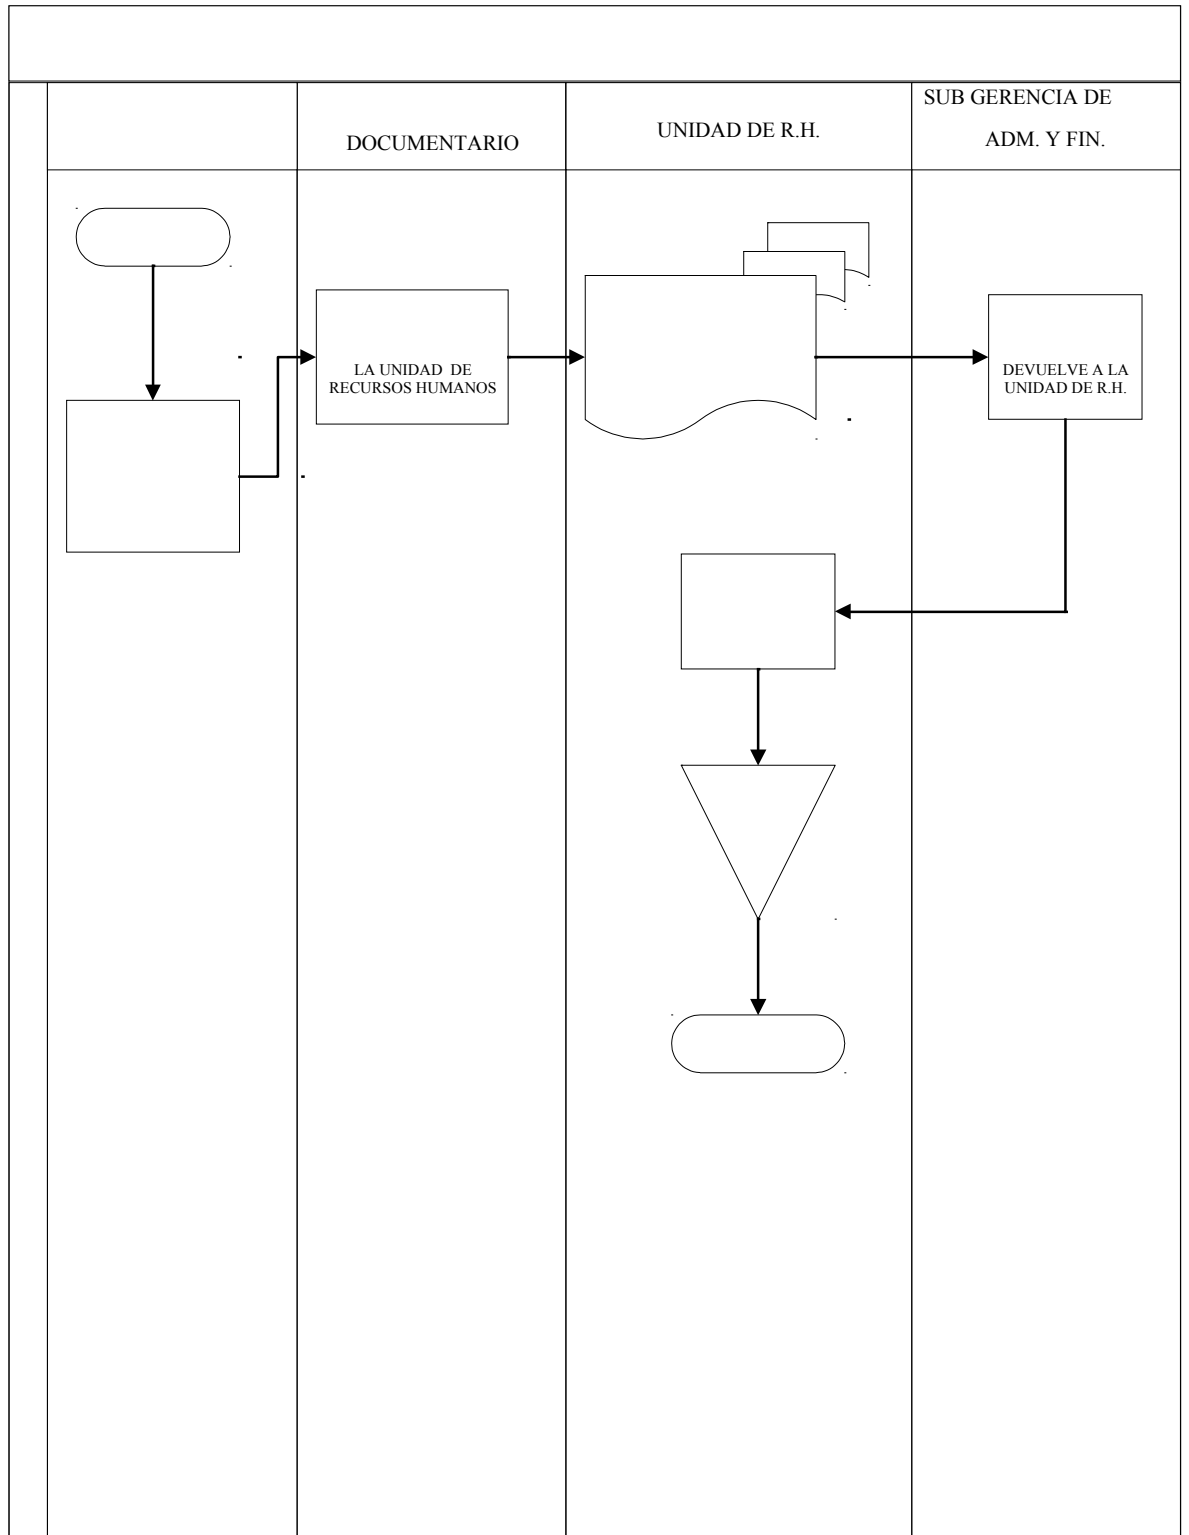 DOCUMENTARIO
UNIDAD DE R.H.
SUB GERENCIA DE
ADM. Y FIN.
LA UNIDAD DE
RECURSOS HUMANOS
DEVUELVE A LA
UNIDAD DE R.H.